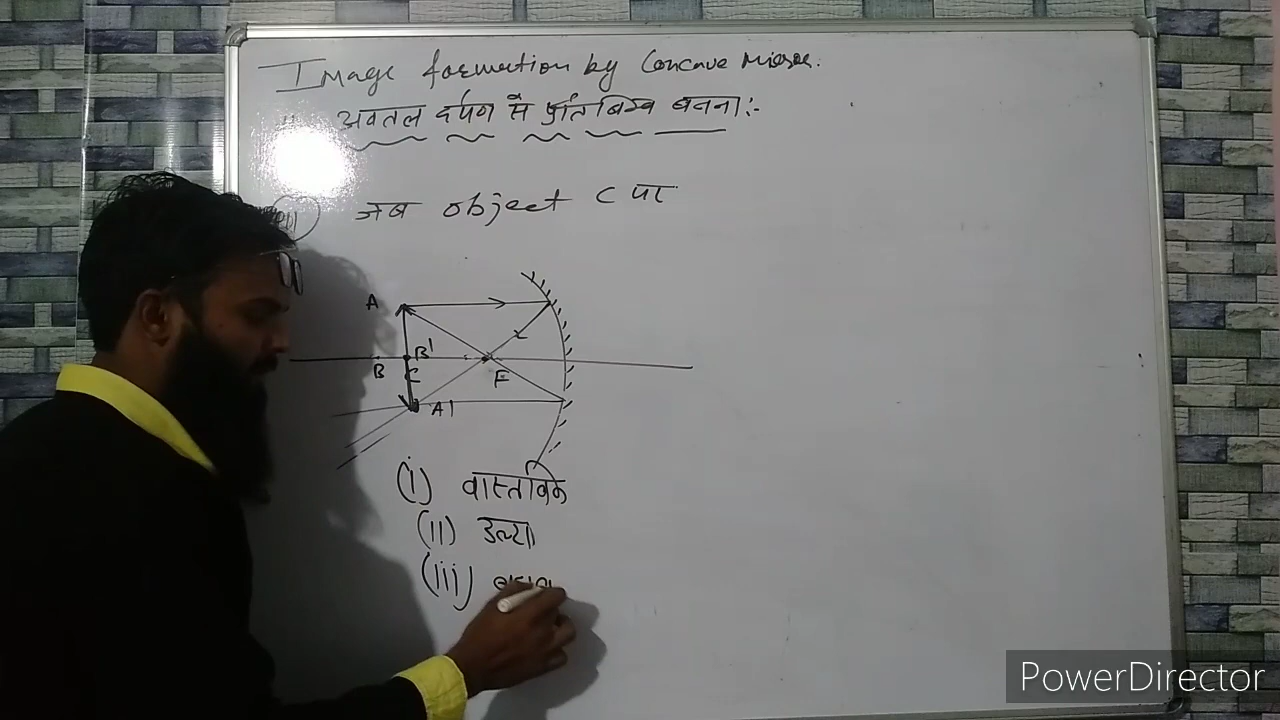 Image formation by Concave Mirror.
अवतल दर्पण में प्रतिबिम्ब बनना :-
जब object C पर
A
B'
B
C
F
A'
(i) वास्तविक
(ii) उल्टा
(iii)
PowerDirector